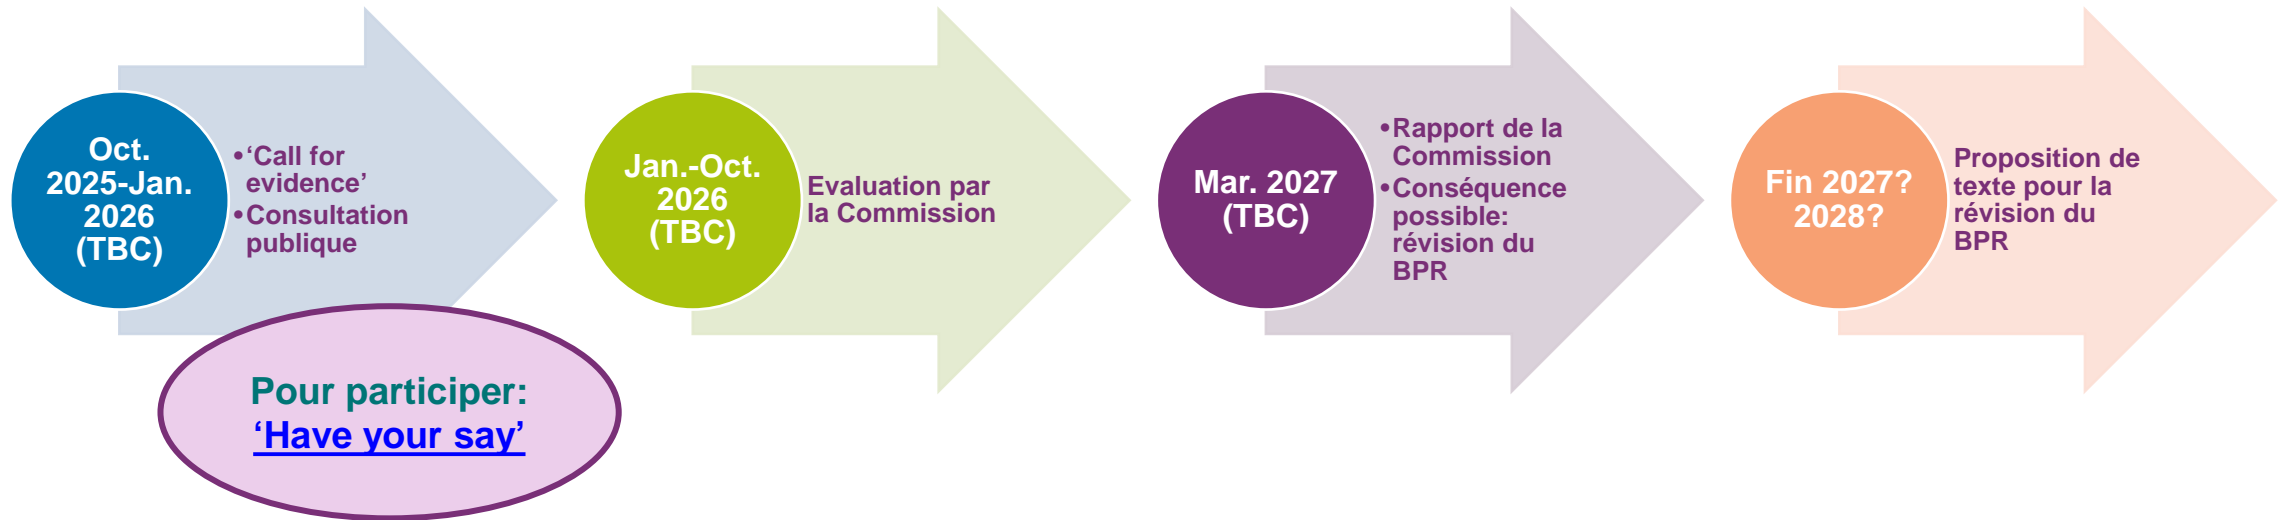 Oct.
2025-Jan.
2026
(TBC)
•‘Call for
evidence’
•Consultation
publique
Pour participer:
‘Have your say’
Jan.-Oct.
2026
(TBC)
Evaluation par
la Commission
Mar. 2027
(TBC)
•Rapport de la
Commission
•Conséquence
possible:
révision du
BPR
Fin 2027?
2028?
Proposition de
texte pour la
révision du
BPR